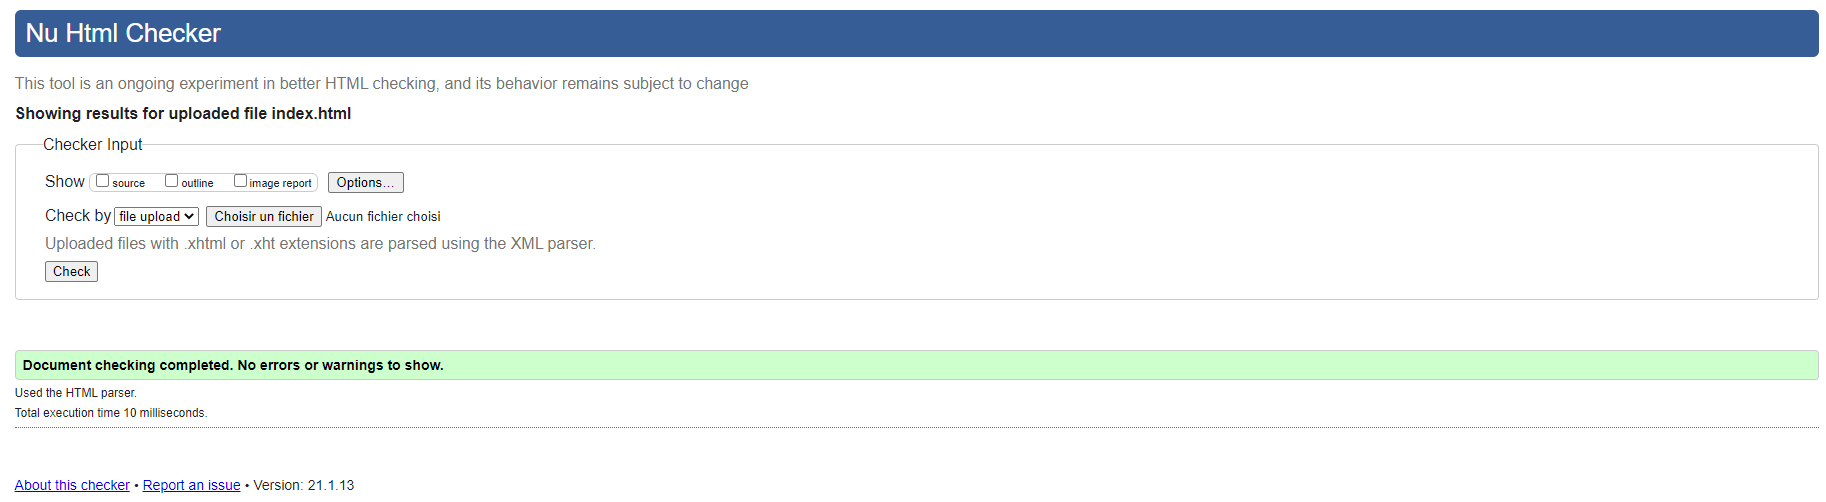 Nu Html Checker
This tool is an ongoing experiment in better HTML checking, and its behavior remains subject to change
Showing results for uploaded file index.html
Checker Input
Show source outline image report Options...
Check by file upload Choisir un fichier Aucun fichier choisi
Uploaded files with .xhtml or .xht extensions are parsed using the XML parser.
Check
Document checking completed. No errors or warnings to show.
Used the HTML parser.
Total execution time 10 milliseconds.
About this checker • Report an issue • Version: 21.1.13